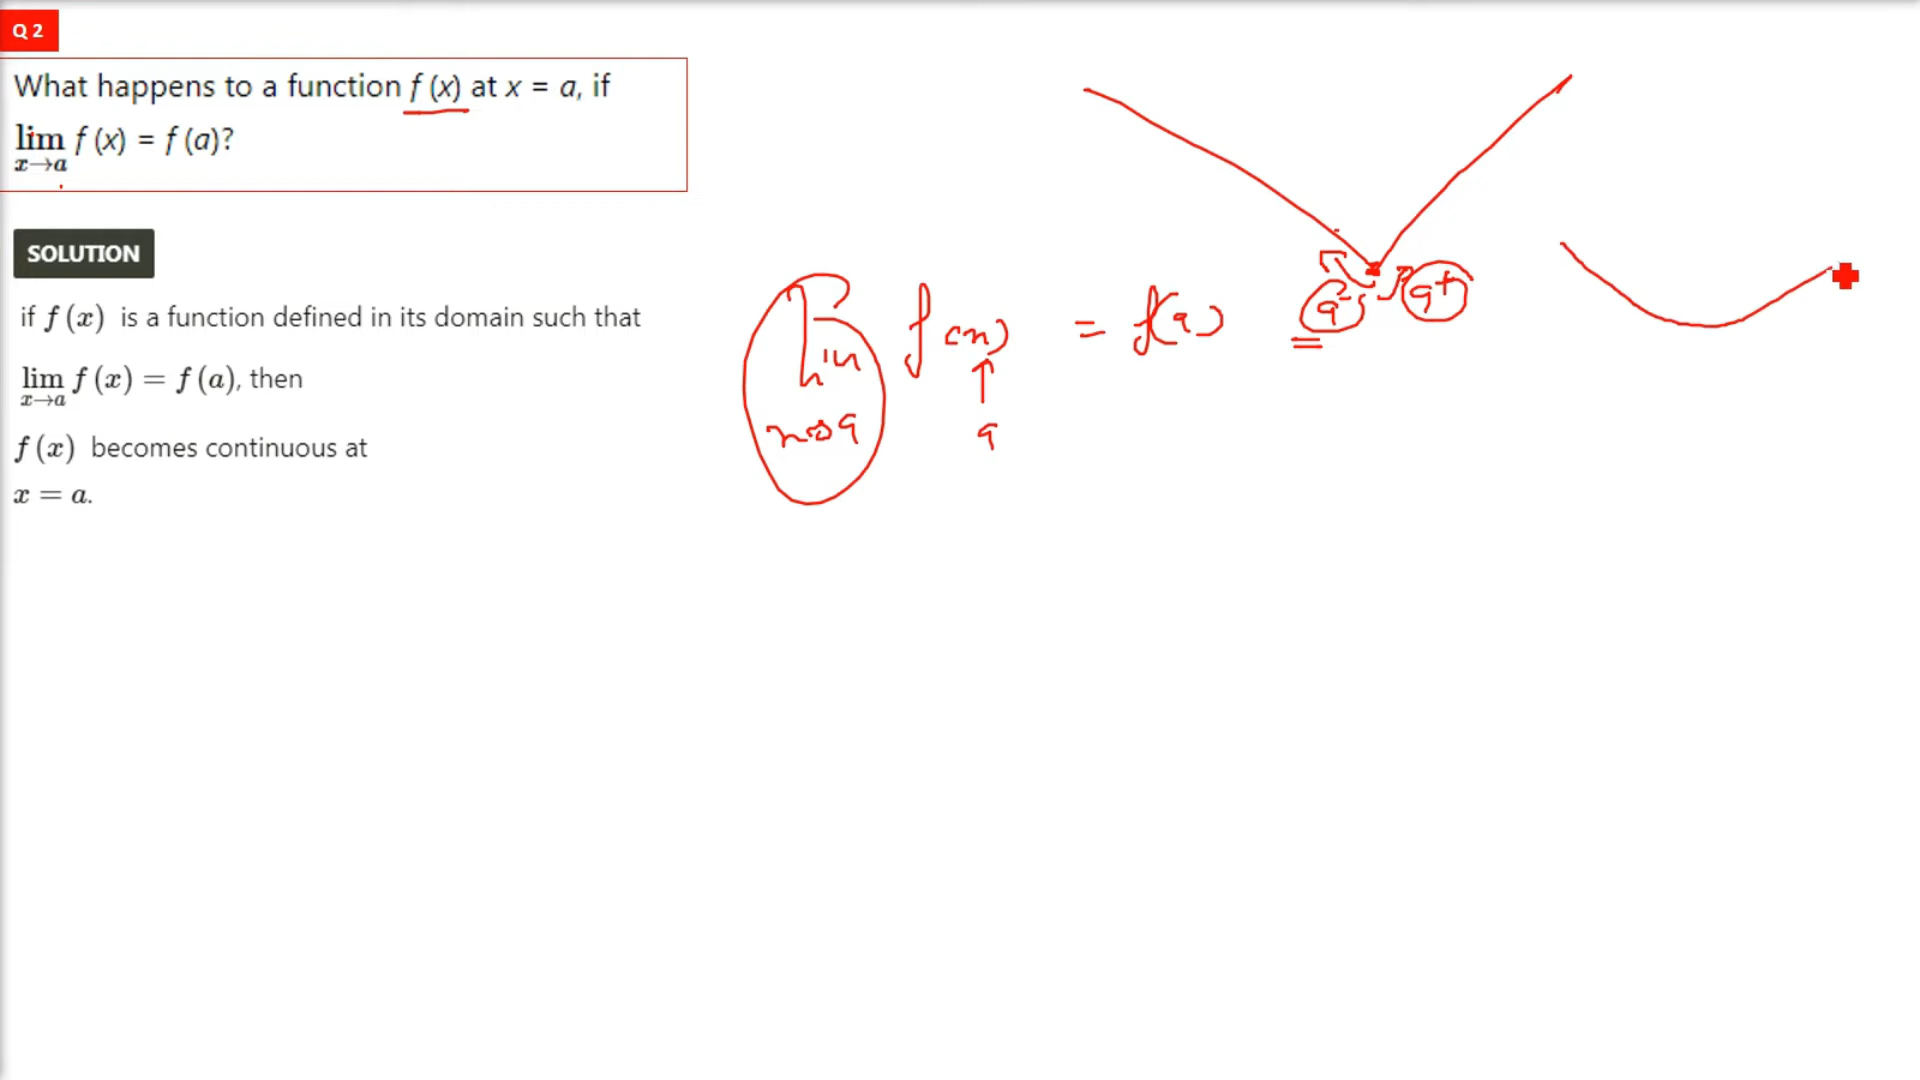 Q 2
What happens to a function f (x) at x = a, if
lim f (x) = f (a)?
x→a
SOLUTION
if f (x) is a function defined in its domain such that
lim f (x) = f (a), then
x→a
f (x) becomes continuous at
x = a.
lim f(x) = f(a)
x→a
a
a⁻ a⁺